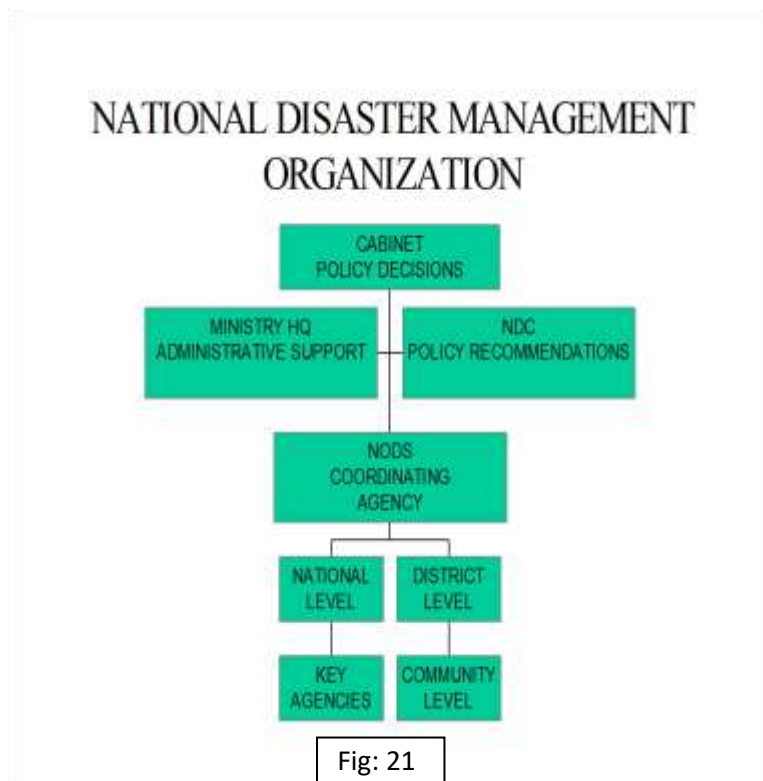 NATIONAL DISASTER MANAGEMENT
ORGANIZATION
CABINET
POLICY DECISIONS
MINISTRY HQ
ADMINISTRATIVE SUPPORT
NDC
POLICY RECOMMENDATIONS
NODS
COORDINATING
AGENCY
NATIONAL
LEVEL
DISTRICT
LEVEL
KEY
AGENCIES
COMMUNITY
LEVEL
Fig: 21